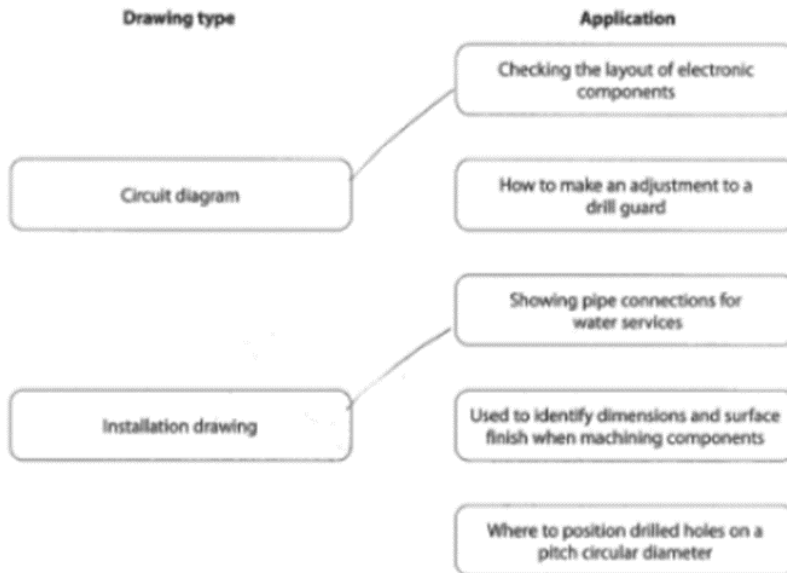 Drawing type
Application
Checking the layout of electronic
components
Circuit diagram
How to make an adjustment to a
drill guard
Showing pipe connections for
water services
Installation drawing
Used to identify dimensions and surface
finish when machining components
Where to position drilled holes on a
pitch circular diameter